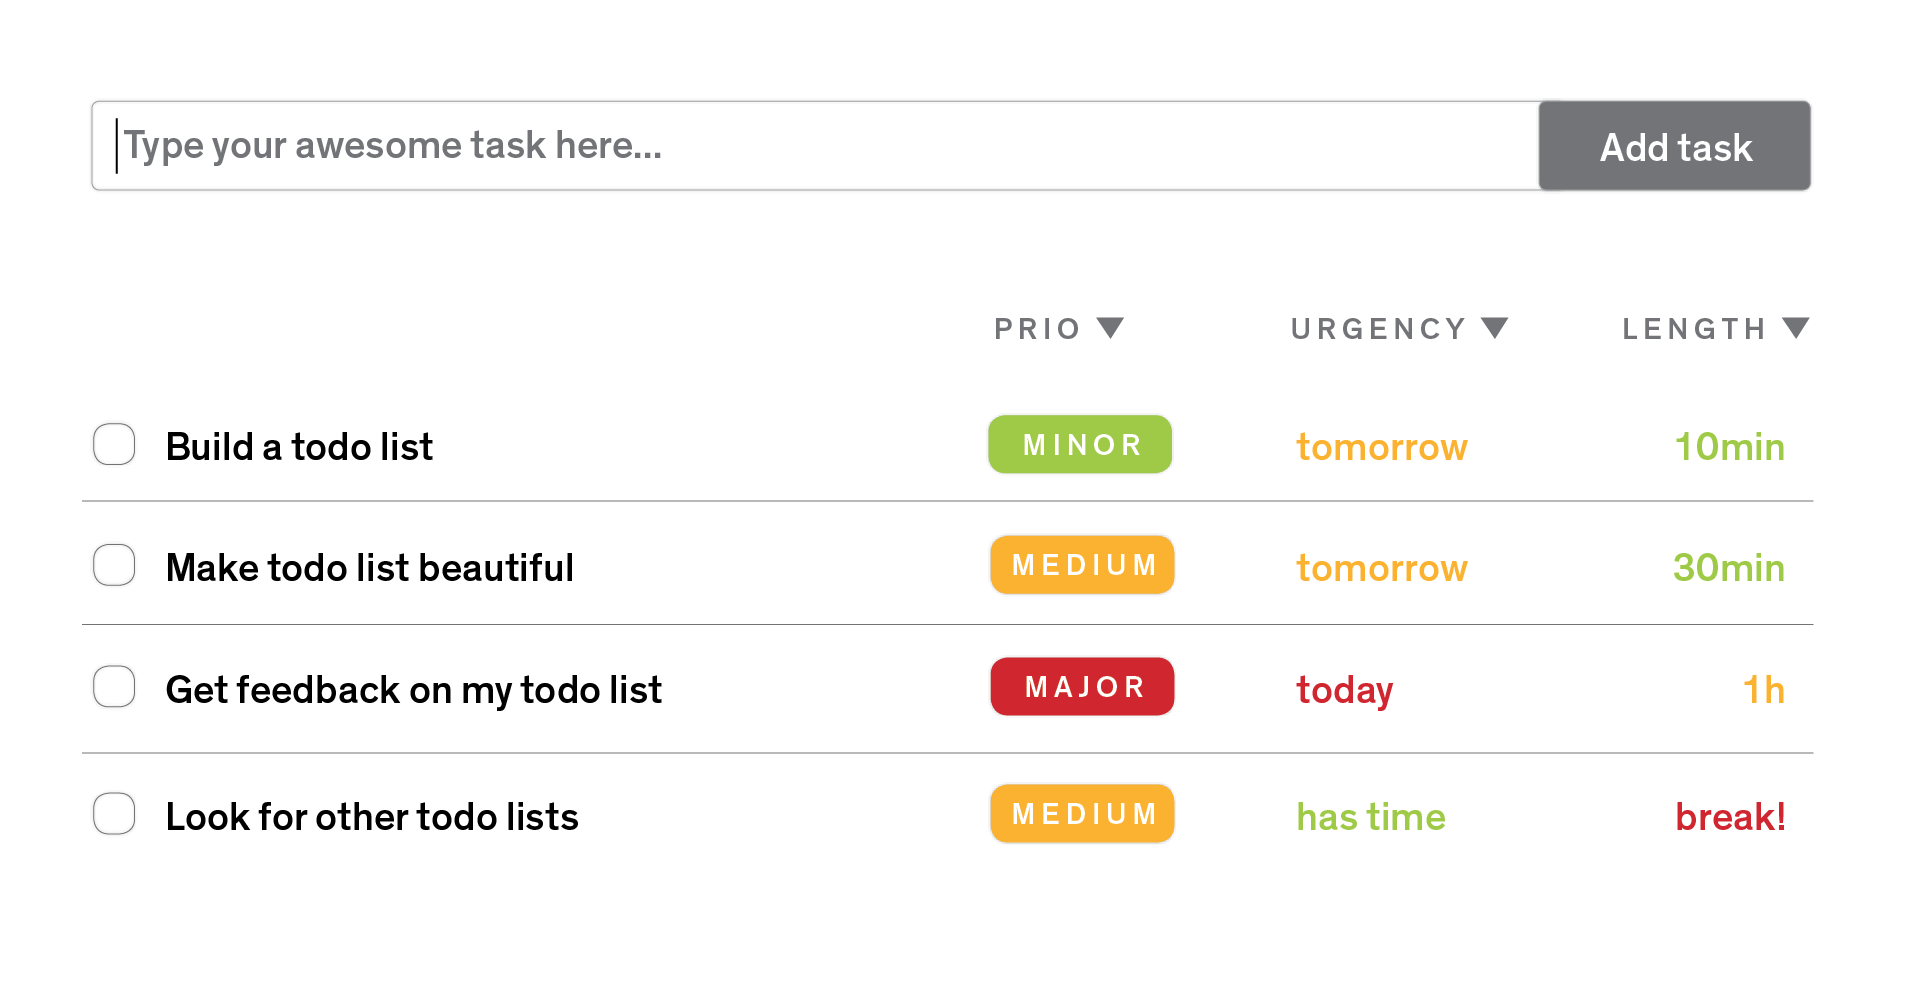 Type your awesome task here...
Add task
PRIO URGENCY LENGTH
Build a todo list MINOR tomorrow 10min
Make todo list beautiful MEDIUM tomorrow 30min
Get feedback on my todo list MAJOR today 1h
Look for other todo lists MEDIUM has time break!